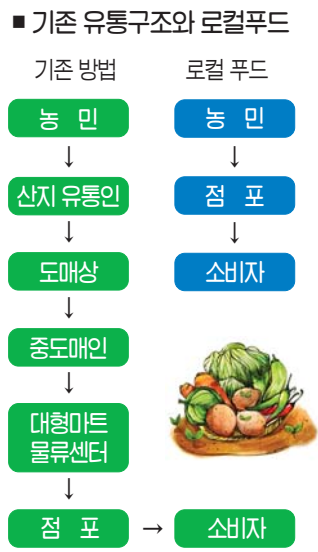 ■ 기존 유통구조와 로컬푸드
기존 방법
로컬 푸드
농 민
↓
산지 유통인
↓
도매상
↓
중도매인
↓
대형마트
물류센터
↓
점 포 → 소비자
농 민
↓
점 포
↓
소비자